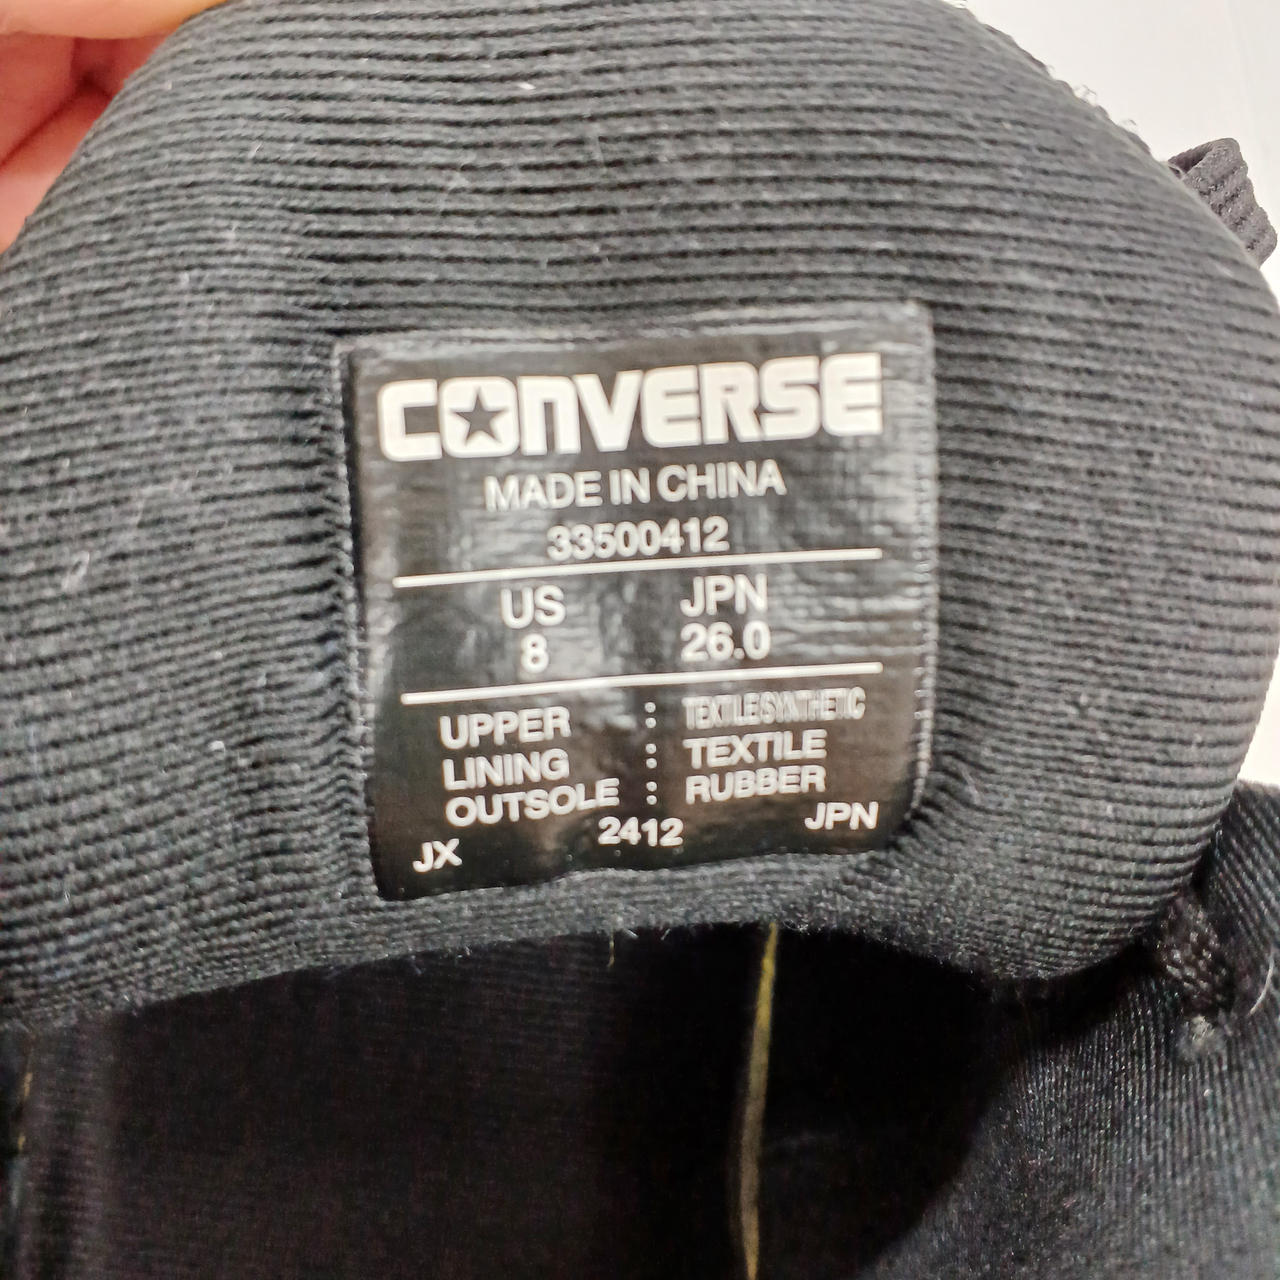 CONVERSE
MADE IN CHINA
33500412
US JPN
8 26.0
UPPER : TEXTILE SYNTHETIC
LINING : TEXTILE
OUTSOLE : RUBBER
JX 2412 JPN